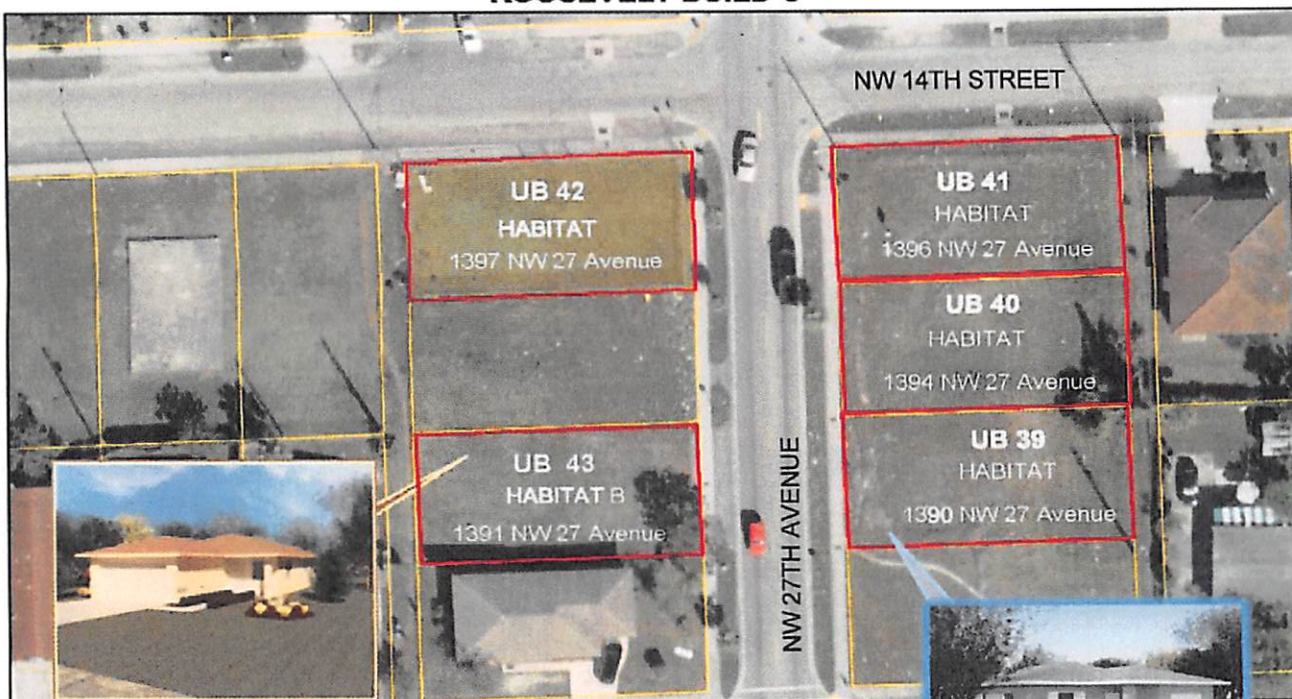 NW 14TH STREET
UB 42
HABITAT
1397 NW 27 Avenue
UB 41
HABITAT
1396 NW 27 Avenue
UB 40
HABITAT
1394 NW 27 Avenue
UB 43
HABITAT B
1391 NW 27 Avenue
UB 39
HABITAT
1390 NW 27 Avenue
NW 27TH AVENUE